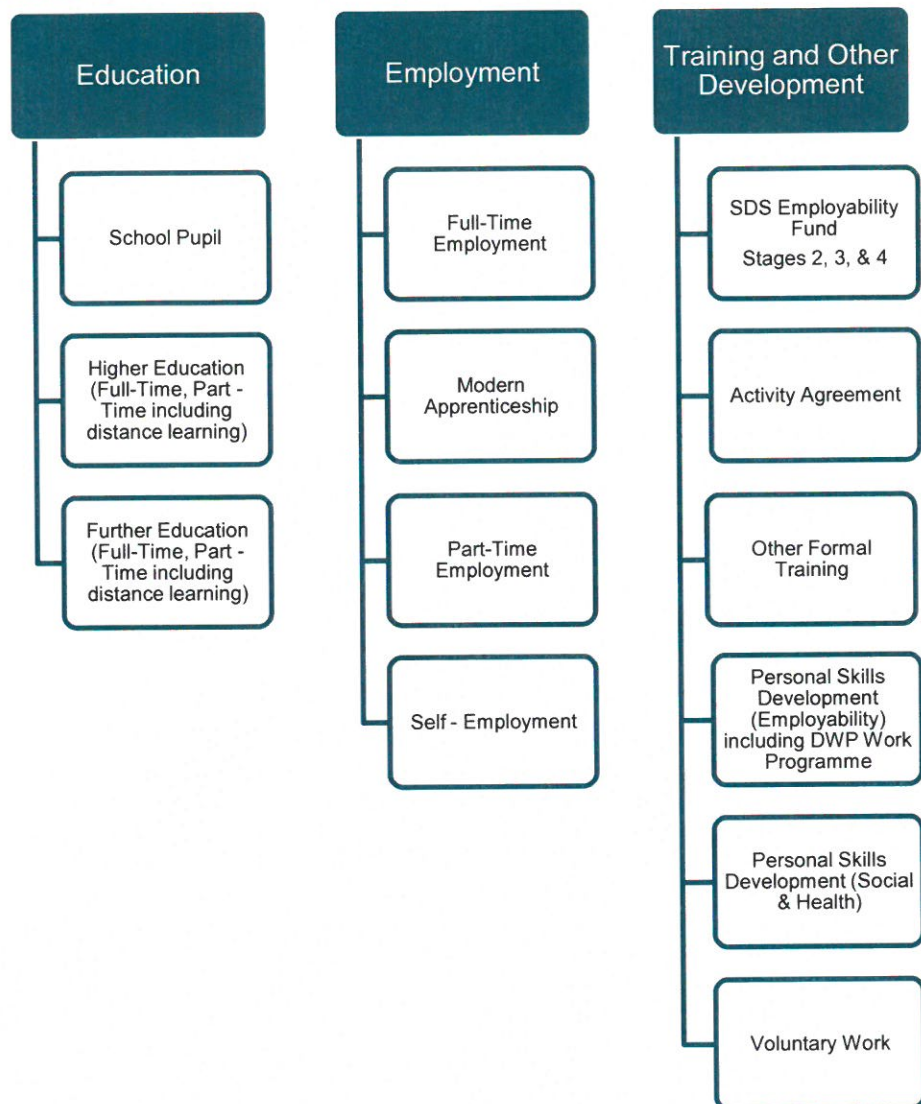 Education
School Pupil
Higher Education
(Full-Time, Part -
Time including
distance learning)
Further Education
(Full-Time, Part -
Time including
distance learning)
Employment
Full-Time
Employment
Modern
Apprenticeship
Part-Time
Employment
Self - Employment
Training and Other
Development
SDS Employability
Fund
Stages 2, 3, & 4
Activity Agreement
Other Formal
Training
Personal Skills
Development
(Employability)
including DWP Work
Programme
Personal Skills
Development (Social
& Health)
Voluntary Work